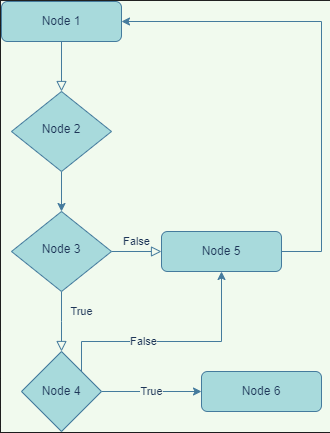 Node 1
Node 2
Node 3
False
Node 5
True
False
Node 4
True
Node 6